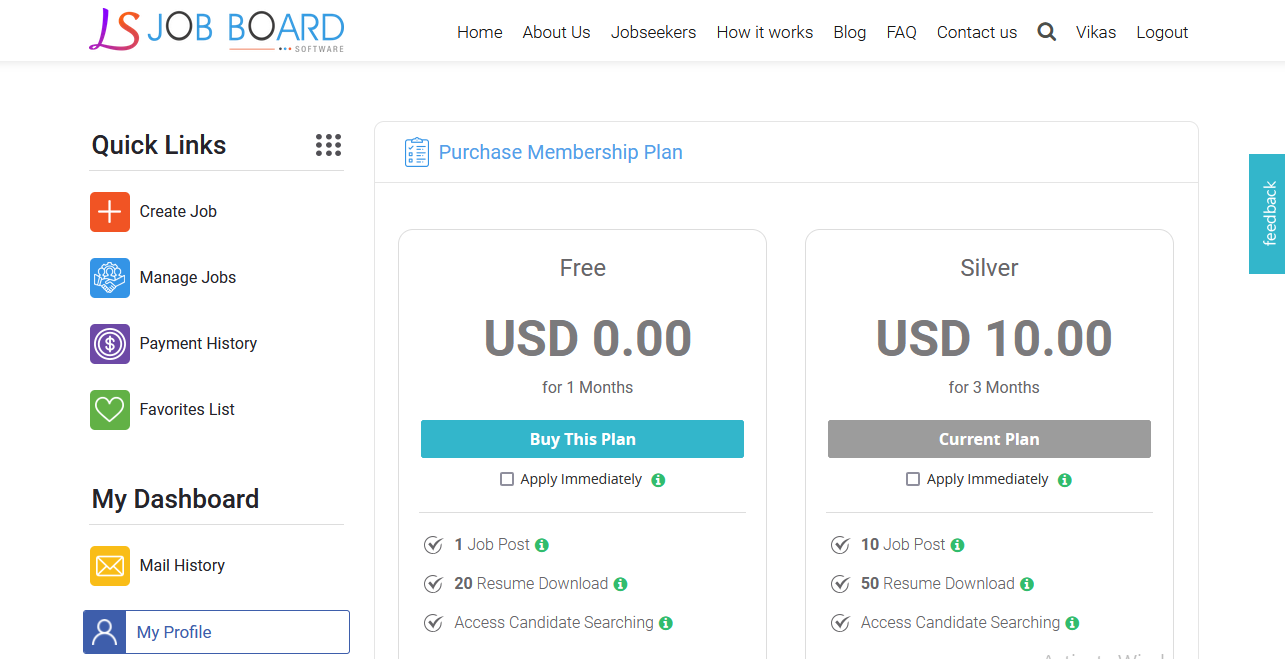 LS JOB BOARD
SOFTWARE
Home About Us Jobseekers How it works Blog FAQ Contact us Vikas Logout
Quick Links
Create Job
Manage Jobs
Payment History
Favorites List
My Dashboard
Mail History
My Profile
Purchase Membership Plan
Free
USD 0.00
for 1 Months
Buy This Plan
Apply Immediately
1 Job Post
20 Resume Download
Access Candidate Searching
Silver
USD 10.00
for 3 Months
Current Plan
Apply Immediately
10 Job Post
50 Resume Download
Access Candidate Searching
feedback